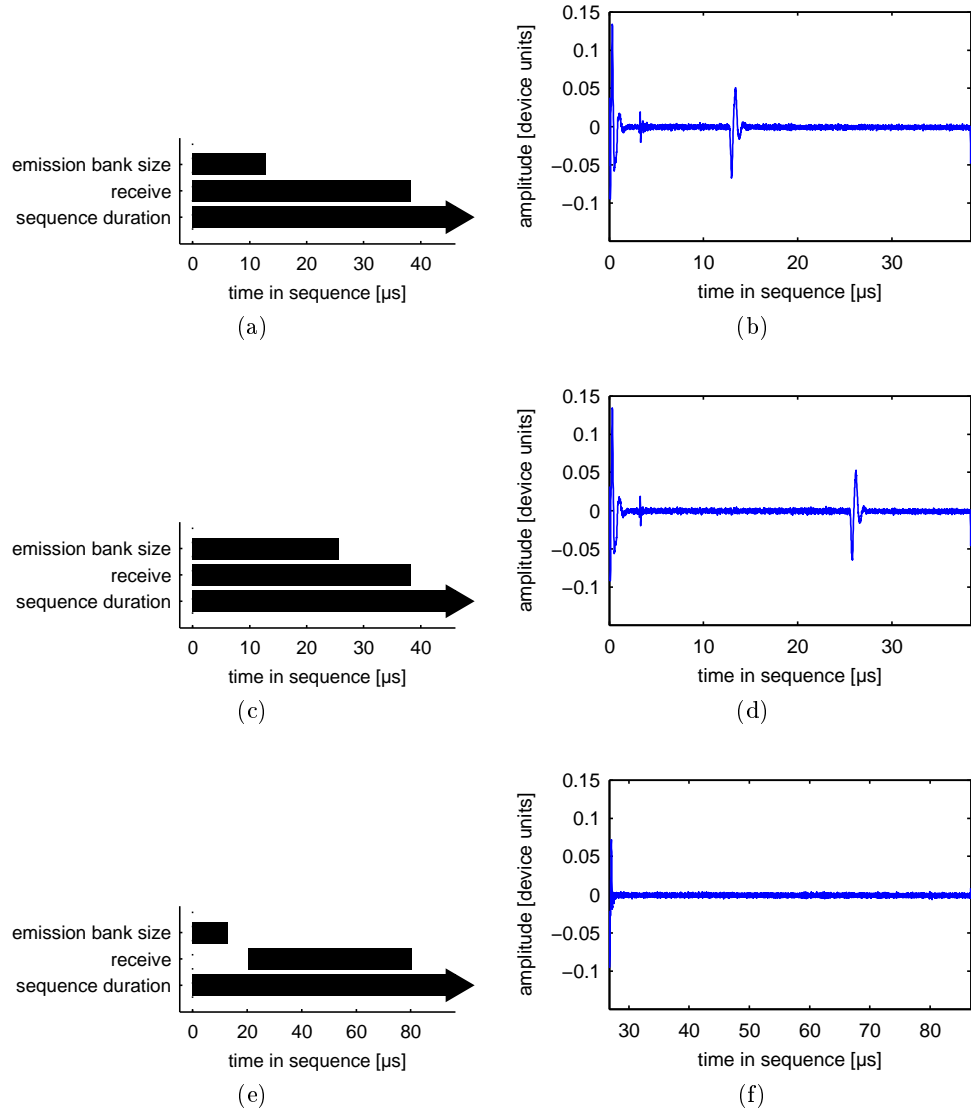 emission bank size
receive
sequence duration
0 10 20 30 40
time in sequence [µs]
(a)
0.15
0.1
0.05
0
−0.05
−0.1
amplitude [device units]
0 10 20 30
time in sequence [µs]
(b)
emission bank size
receive
sequence duration
0 10 20 30 40
time in sequence [µs]
(c)
0.15
0.1
0.05
0
−0.05
−0.1
amplitude [device units]
0 10 20 30
time in sequence [µs]
(d)
emission bank size
receive
sequence duration
0 20 40 60 80
time in sequence [µs]
(e)
0.15
0.1
0.05
0
−0.05
−0.1
amplitude [device units]
30 40 50 60 70 80
time in sequence [µs]
(f)